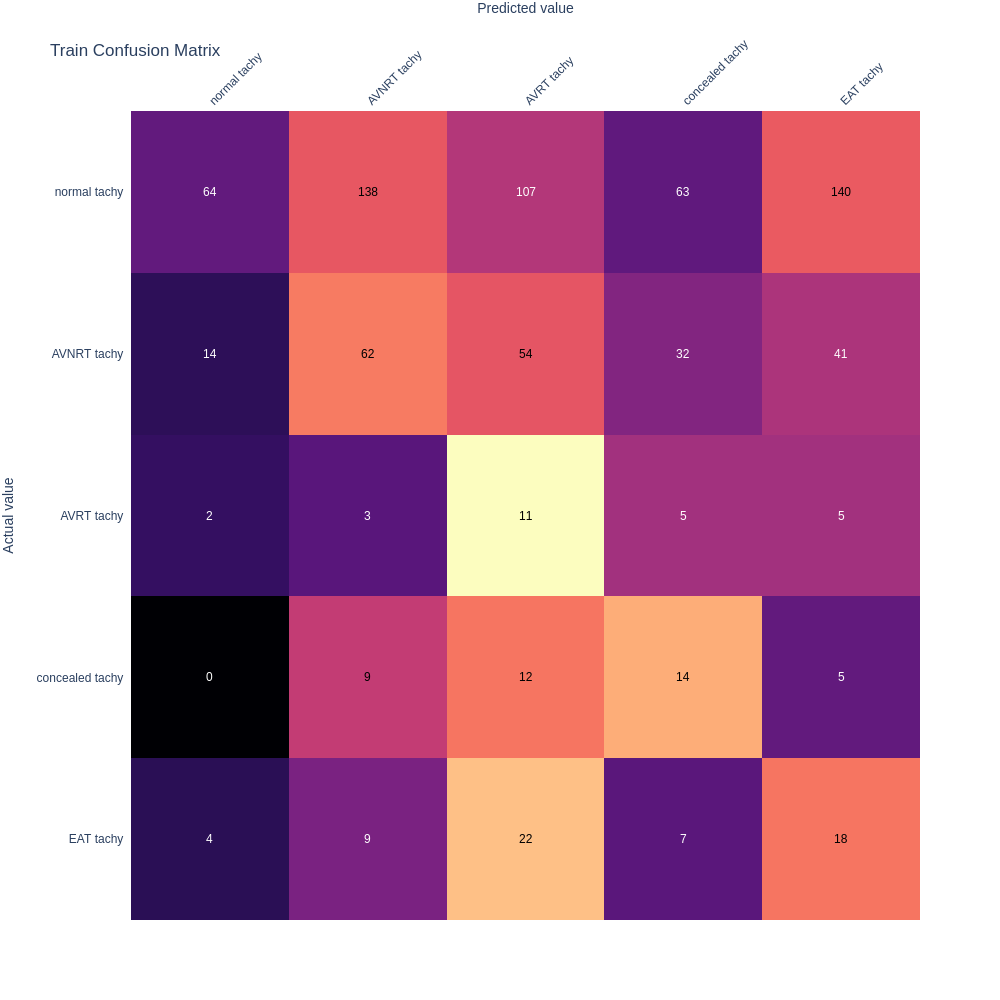 Predicted value
Train Confusion Matrix
normal tachy
AVNRT tachy
AVRT tachy
concealed tachy
EAT tachy
Actual value
normal tachy 64 138 107 63 140
AVNRT tachy 14 62 54 32 41
AVRT tachy 2 3 11 5 5
concealed tachy 0 9 12 14 5
EAT tachy 4 9 22 7 18